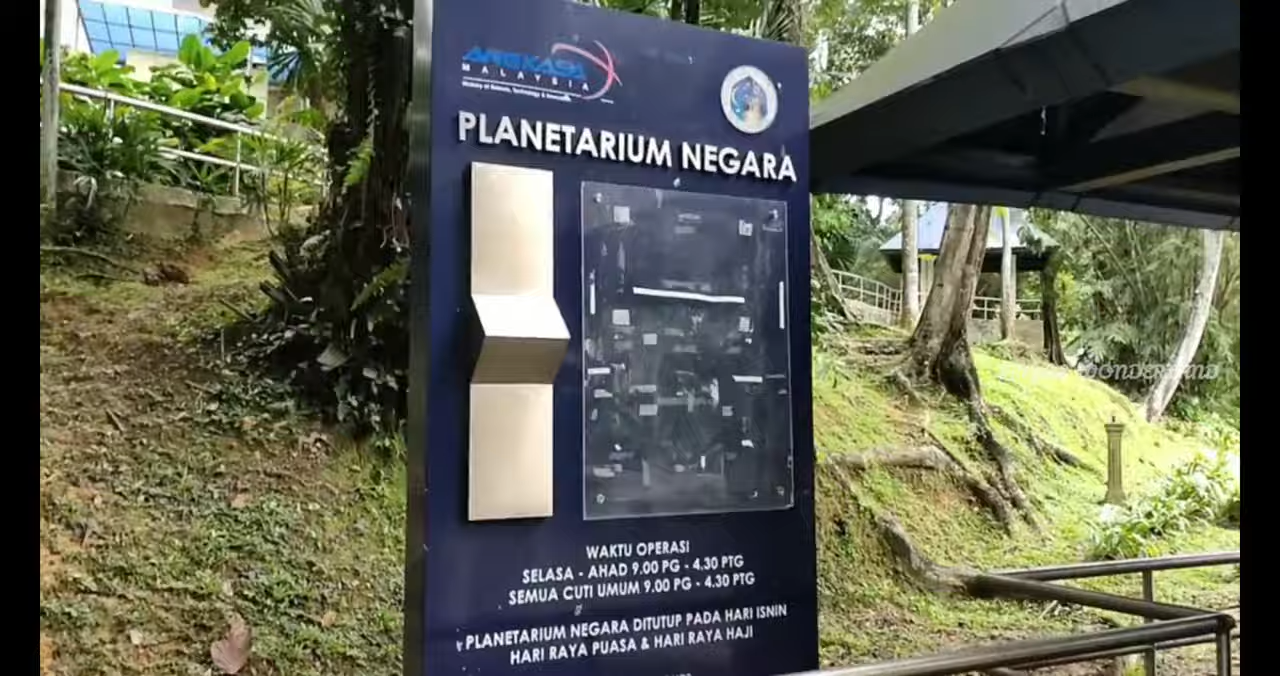 ANGKASA
MALAYSIA
PLANETARIUM NEGARA
WAKTU OPERASI
SELASA - AHAD 9.00 PG - 4.30 PTG
SEMUA CUTI UMUM 9.00 PG - 4.30 PTG
PLANETARIUM NEGARA DITUTUP PADA HARI ISNIN
HARI RAYA PUASA & HARI RAYA HAJI